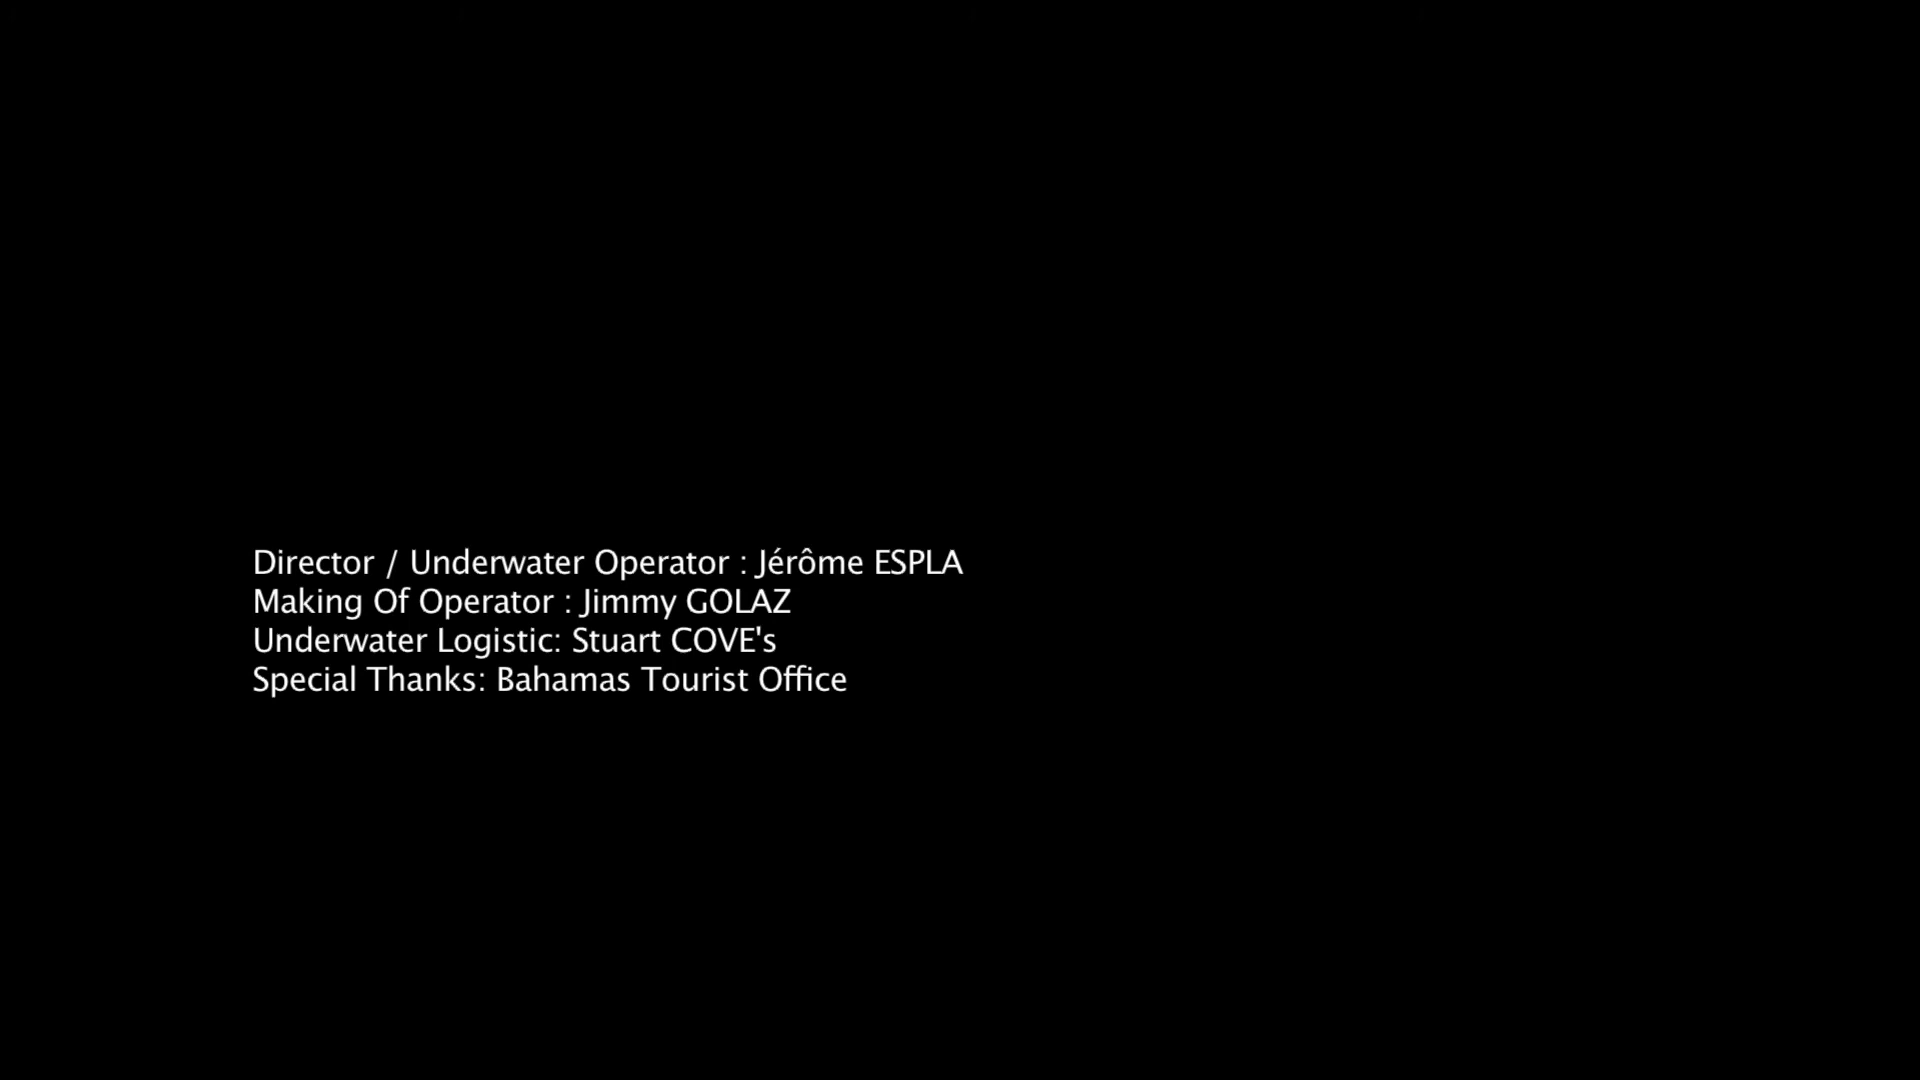 Director / Underwater Operator : Jérôme ESPLA
Making Of Operator : Jimmy GOLAZ
Underwater Logistic: Stuart COVE's
Special Thanks: Bahamas Tourist Office